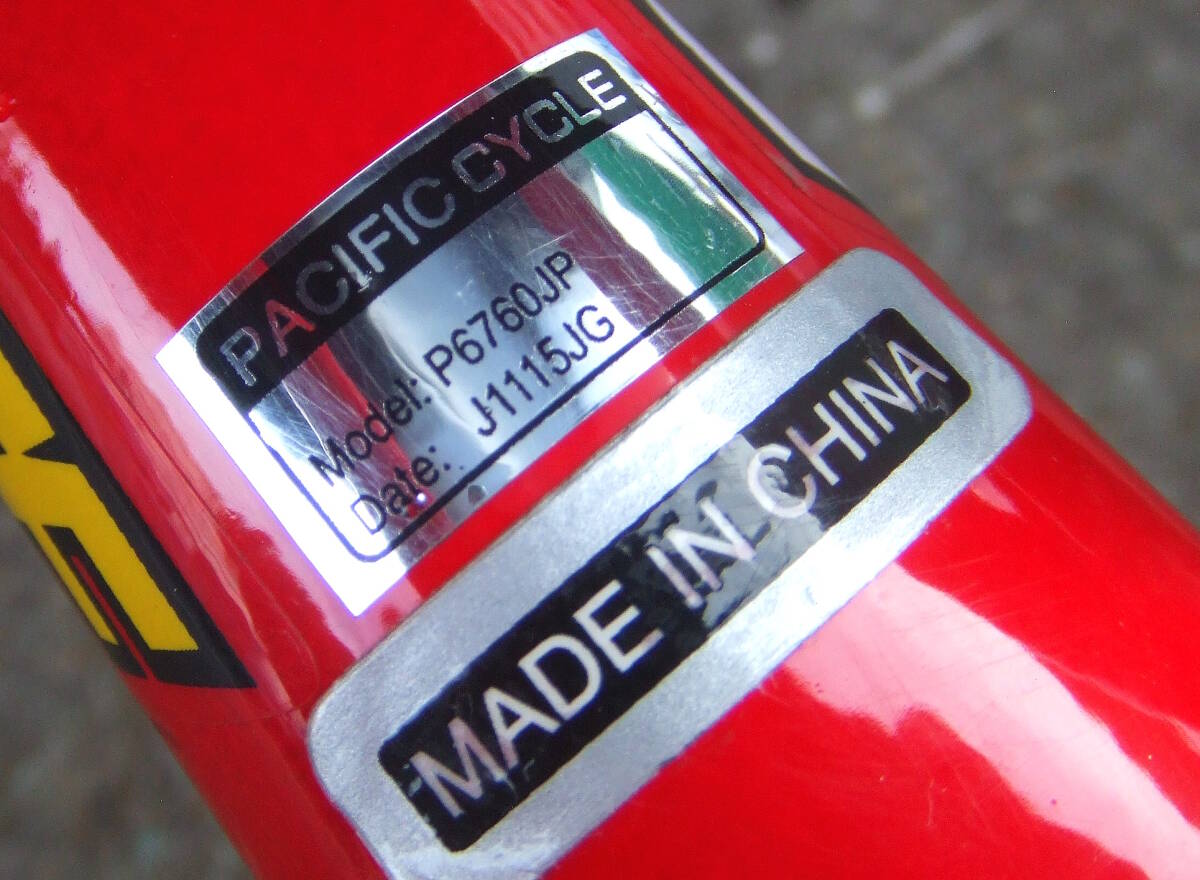 PACIFIC CYCLE
Model: P6760JP
Date: J1115JG
MADE IN CHINA